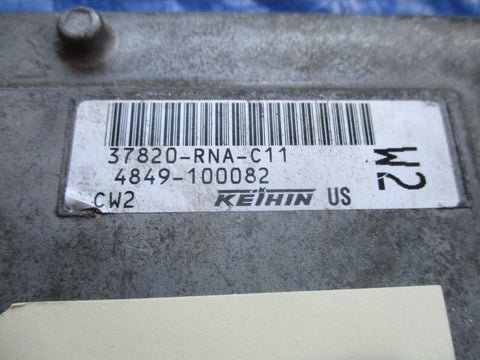 37820-RNA-C11
4849-100082
CW2 KEIHIN US
W2